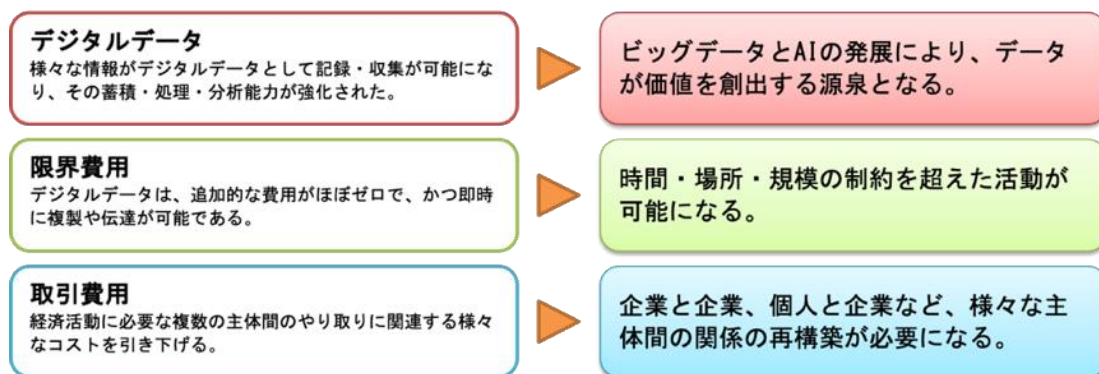 デジタルデータ
様々な情報がデジタルデータとして記録・収集が可能にな
り、その蓄積・処理・分析能力が強化された。
ビッグデータとAIの発展により、データ
が価値を創出する源泉となる。
限界費用
デジタルデータは、追加的な費用がほぼゼロで、かつ即時
に複製や伝達が可能である。
時間・場所・規模の制約を超えた活動が
可能になる。
取引費用
経済活動に必要な複数の主体間のやり取りに関連する様々
なコストを引き下げる。
企業と企業、個人と企業など、様々な主
体間の関係の再構築が必要になる。